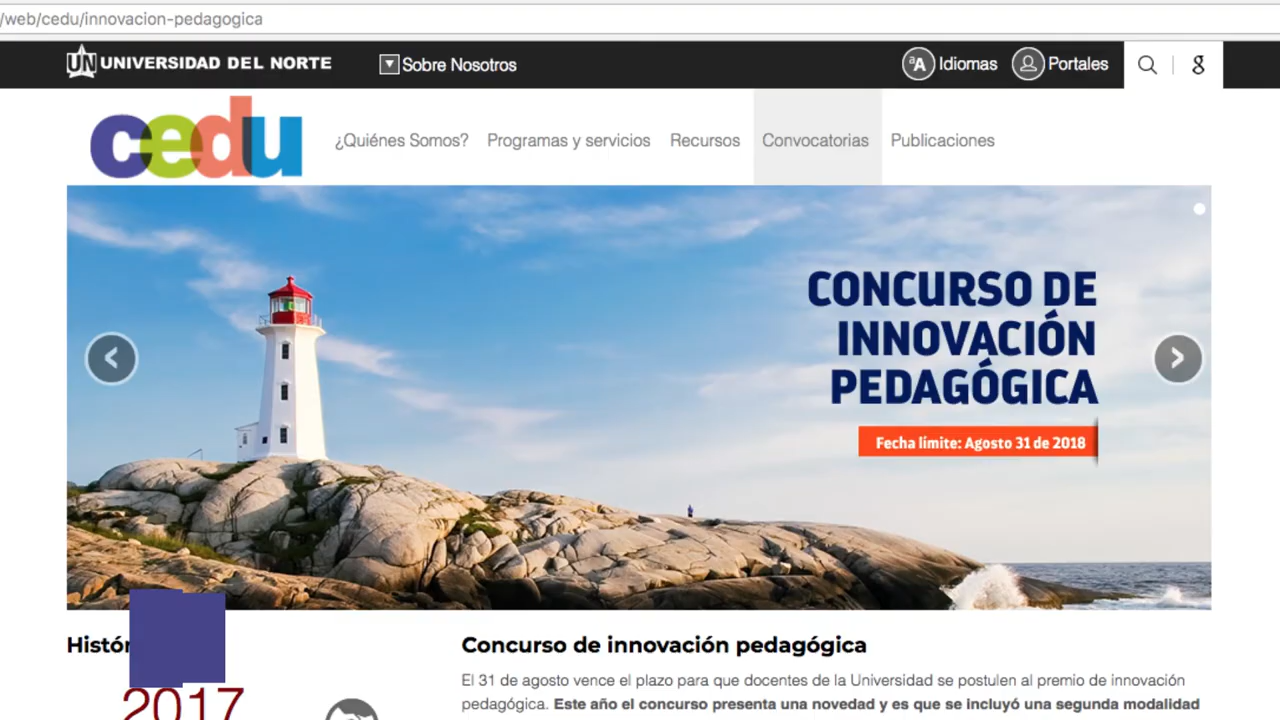 /web/cedu/innovacion-pedagogica
UN UNIVERSIDAD DEL NORTE
Sobre Nosotros
aA Idiomas
Portales
g
cedu
¿Quiénes Somos?
Programas y servicios
Recursos
Convocatorias
Publicaciones
CONCURSO DE
INNOVACIÓN
PEDAGÓGICA
Fecha límite: Agosto 31 de 2018
Históri
2017
Concurso de innovación pedagógica
El 31 de agosto vence el plazo para que docentes de la Universidad se postulen al premio de innovación
pedagógica. Este año el concurso presenta una novedad y es que se incluyó una segunda modalidad